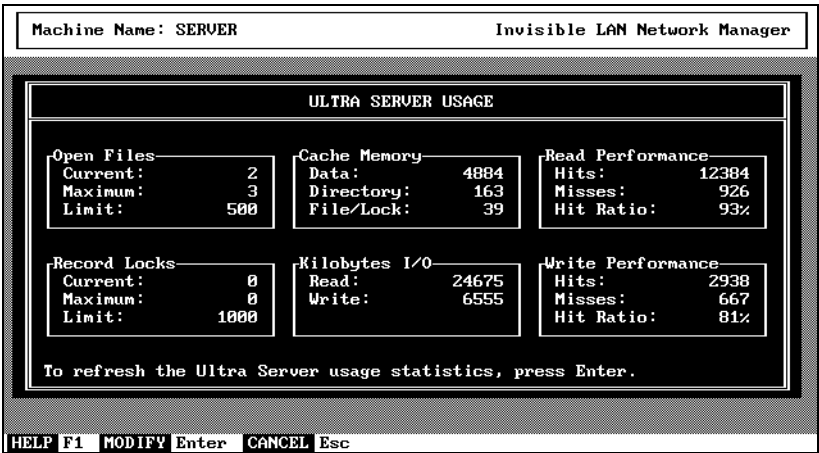 Machine Name: SERVER Invisible LAN Network Manager
ULTRA SERVER USAGE
Open Files Cache Memory Read Performance
Current: 2 Data: 4884 Hits: 12384
Maximum: 3 Directory: 163 Misses: 926
Limit: 500 File/Lock: 39 Hit Ratio: 93%
Record Locks Kilobytes I/O Write Performance
Current: 0 Read: 24675 Hits: 2938
Maximum: 0 Write: 6555 Misses: 667
Limit: 1000 Hit Ratio: 81%
To refresh the Ultra Server usage statistics, press Enter.
HELP F1 MODIFY Enter CANCEL Esc